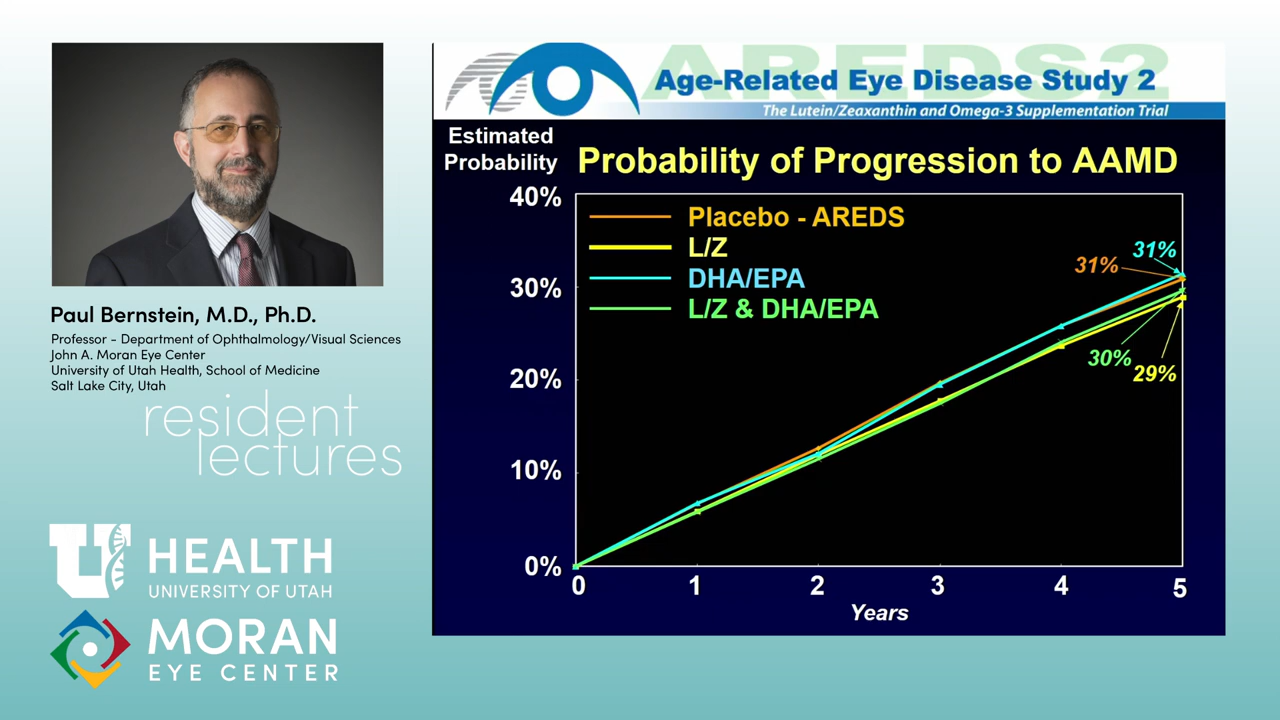 Paul Bernstein, M.D., Ph.D.
Professor - Department of Ophthalmology/Visual Sciences
John A. Moran Eye Center
University of Utah Health, School of Medicine
Salt Lake City, Utah
resident
lectures
U
HEALTH
UNIVERSITY OF UTAH
MORAN
EYE CENTER
AREDS2
Age-Related Eye Disease Study 2
The Lutein/Zeaxanthin and Omega-3 Supplementation Trial
Estimated
Probability
Probability of Progression to AAMD
40%
30%
20%
10%
0%
Placebo - AREDS
L/Z
DHA/EPA
L/Z & DHA/EPA
31%
31%
30%
29%
0 1 2 3 4 5
Years